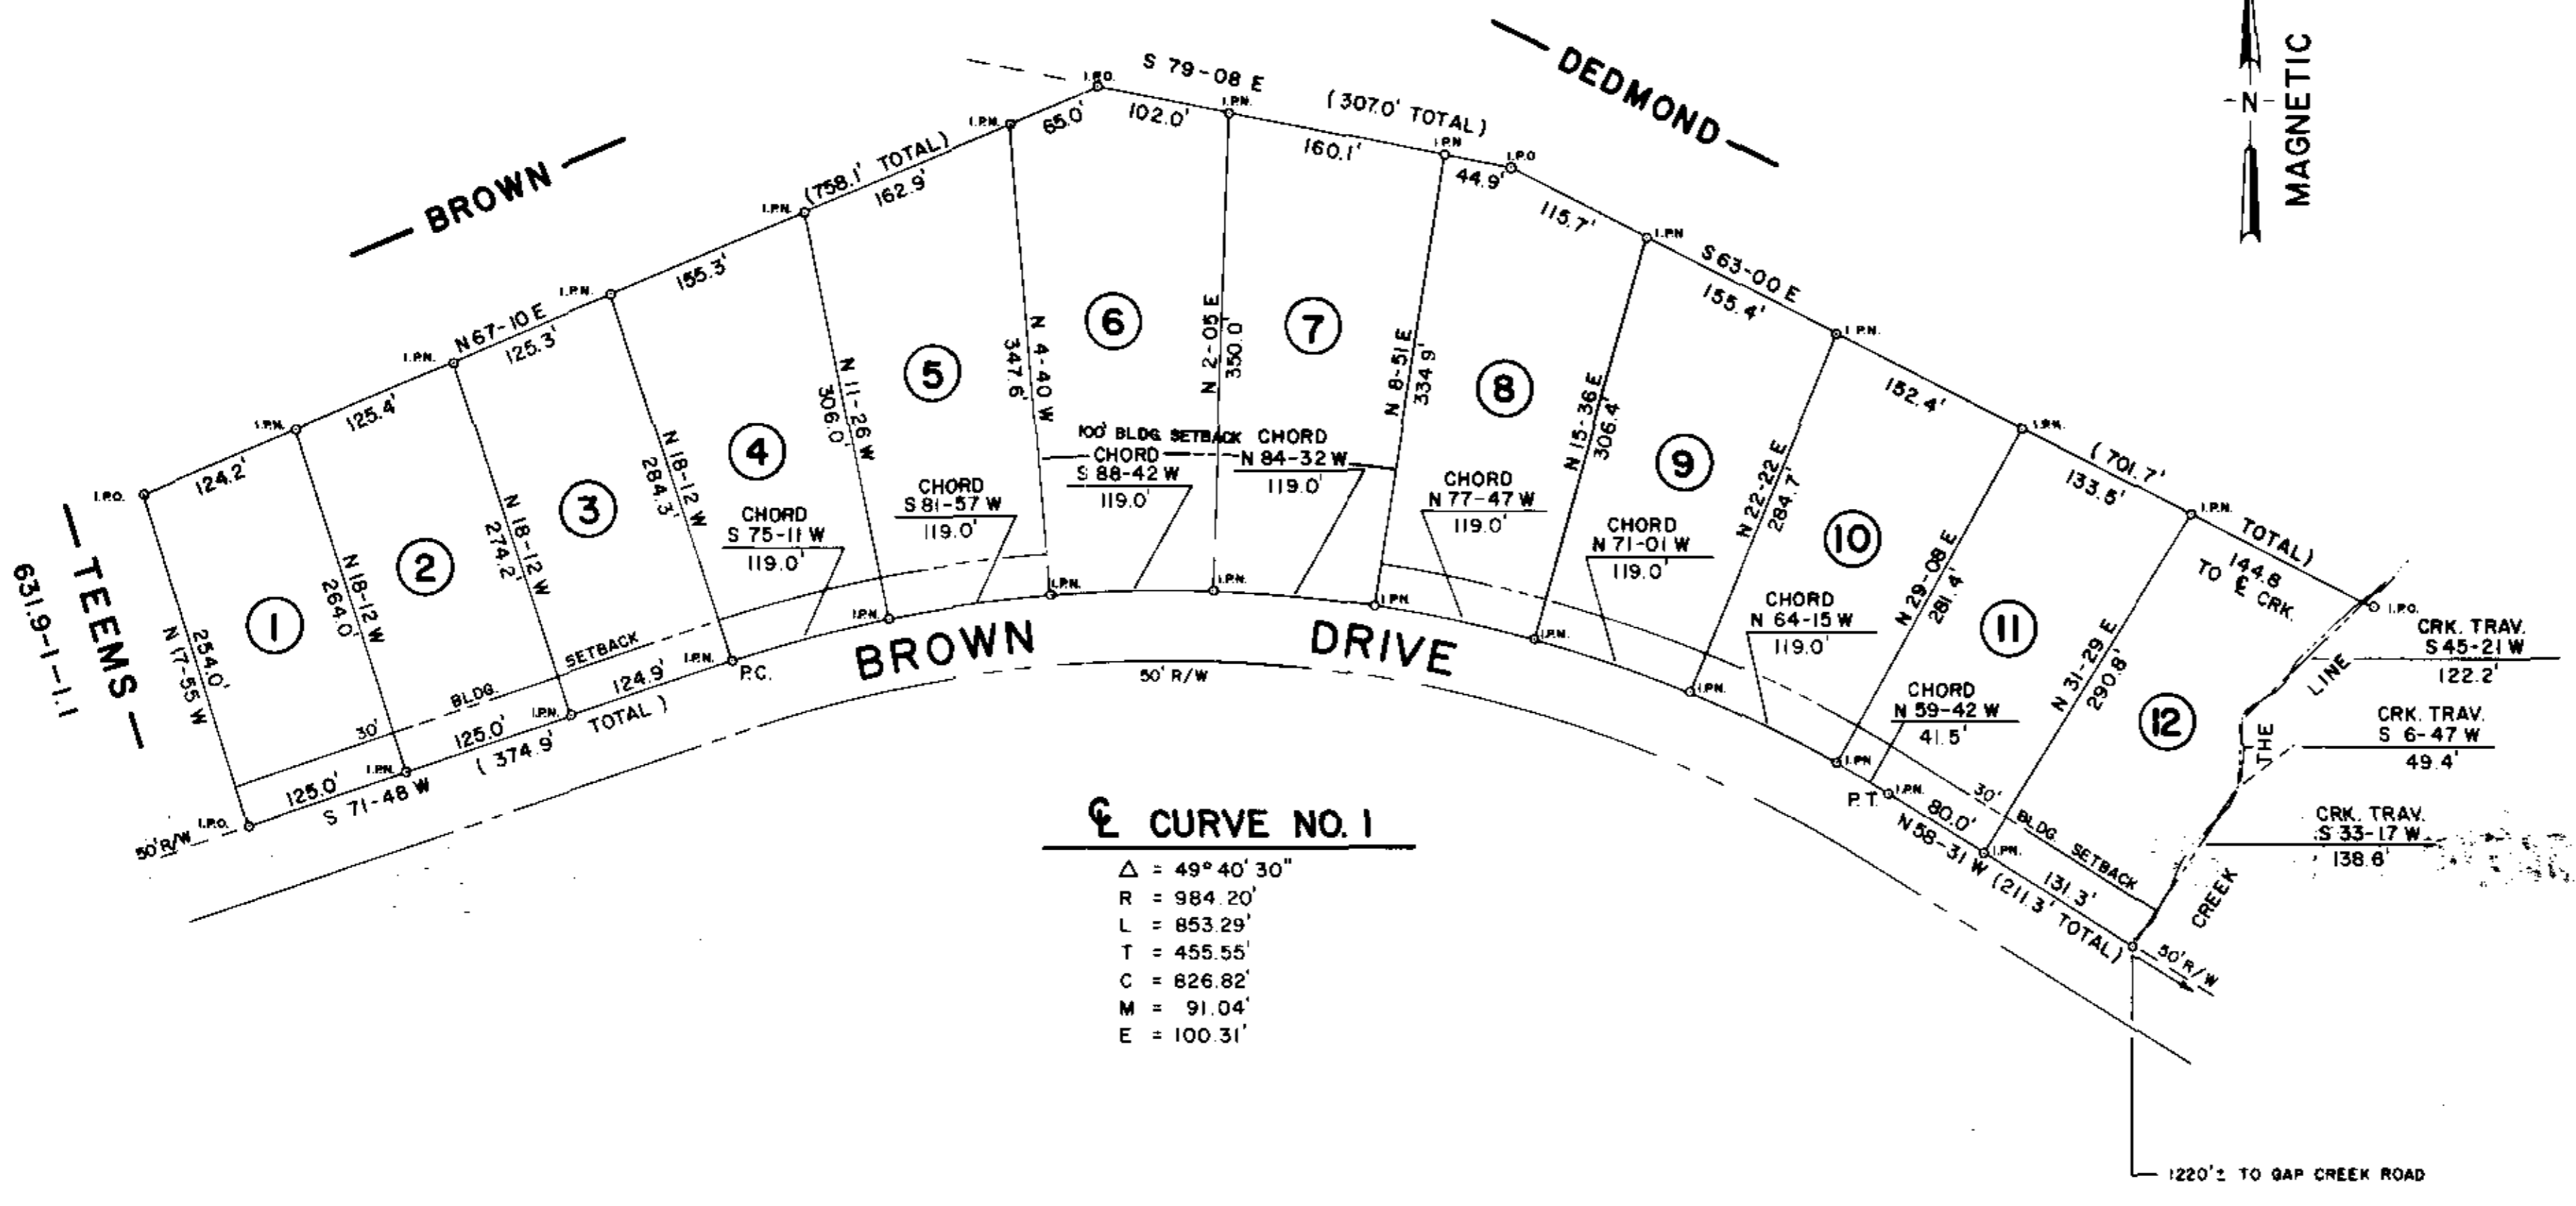 MAGNETIC
-N-
— DEDMOND —
— BROWN —
— TEEMS —
631.9-1-1.1
S 79-08 E
(307.0' TOTAL)
I.P.O.
102.0'
I.P.N.
160.1'
I.P.N
44.9'
I.P.O
115.7'
I.P.N
S 63-00 E
155.4'
I.P.N.
152.4'
I.P.N.
(701.7'
TOTAL)
133.5'
I.P.N.
144.8
TO ℄ CRK.
I.P.O.
65.0'
I.P.N.
(758.1' TOTAL)
162.9'
I.P.N.
155.3'
I.P.N.
N 67-10 E
125.3'
I.P.N.
125.4'
I.P.N.
124.2'
I.P.O.
254.0'
N 17-55 W
1
N 18-12 W
264.0'
2
N 18-12 W
274.2'
3
N 18-12 W
284.3'
4
N 11-26 W
306.0'
5
N 4-40 W
347.6'
6
N 2-05 E
350.0'
7
N 8-51 E
334.9'
8
N 15-36 E
306.4'
9
N 22-22 E
284.7'
10
N 29-08 E
281.4'
11
N 31-29 E
290.8'
12
100' BLDG. SETBACK
CHORD
S 75-11 W
119.0'
CHORD
S 81-57 W
119.0'
CHORD
S 88-42 W
119.0'
CHORD
N 84-32 W
119.0'
CHORD
N 77-47 W
119.0'
CHORD
N 71-01 W
119.0'
CHORD
N 64-15 W
119.0'
CHORD
N 59-42 W
41.5'
30'
BLDG.
SETBACK
30'
BLDG.
SETBACK
I.P.O.
125.0'
I.P.N.
125.0'
I.P.N.
124.9'
I.P.N.
P.C.
I.P.N.
I.P.N.
I.P.N.
I.P.N
I.P.N.
I.P.N.
I.P.N
P.T.
I.P.N.
80.0'
I.P.N.
131.3'
S 71-48 W
(374.9'
TOTAL)
N 58-31 W (211.3' TOTAL)
50' R/W
BROWN DRIVE
50' R/W
50' R/W
CRK. TRAV.
S 45-21 W
122.2'
CRK. TRAV.
S 6-47 W
49.4'
CRK. TRAV.
S 33-17 W
138.6'
CREEK
THE
LINE
℄ CURVE NO. 1
Δ = 49° 40' 30"
R = 984.20'
L = 853.29'
T = 455.55'
C = 826.82'
M = 91.04'
E = 100.31'
1220'± TO GAP CREEK ROAD